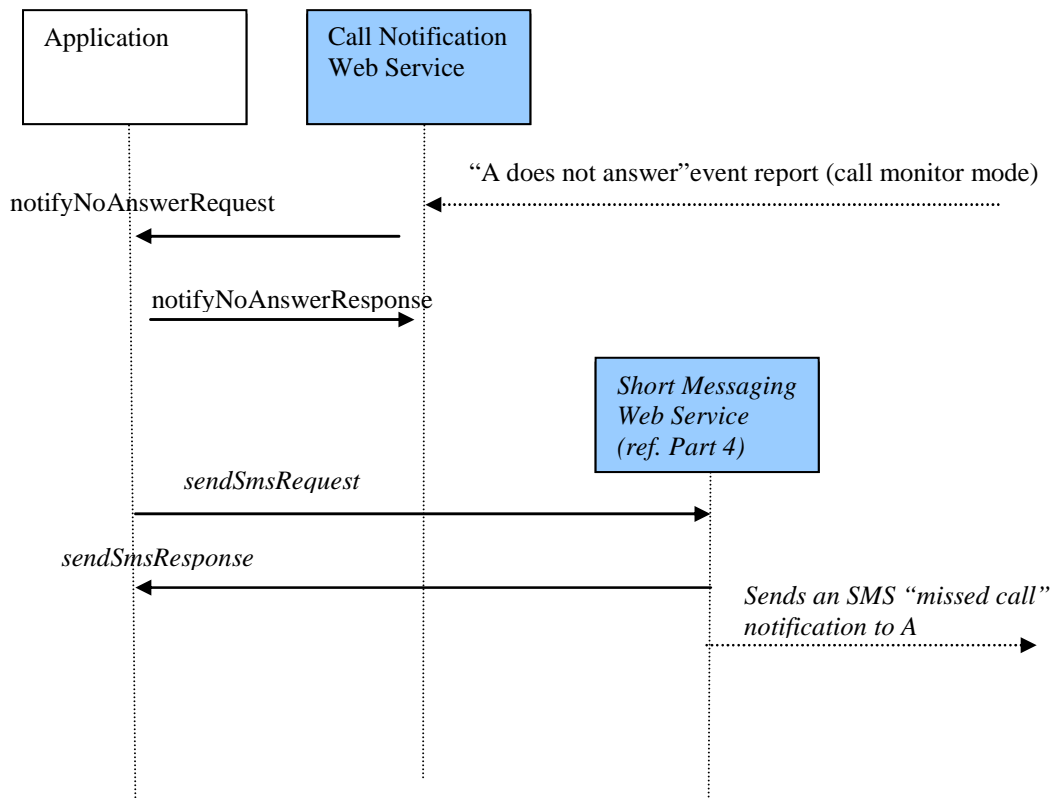 Application
Call Notification
Web Service
“A does not answer”event report (call monitor mode)
notifyNoAnswerRequest
notifyNoAnswerResponse
Short Messaging
Web Service
(ref. Part 4)
sendSmsRequest
sendSmsResponse
Sends an SMS “missed call”
notification to A